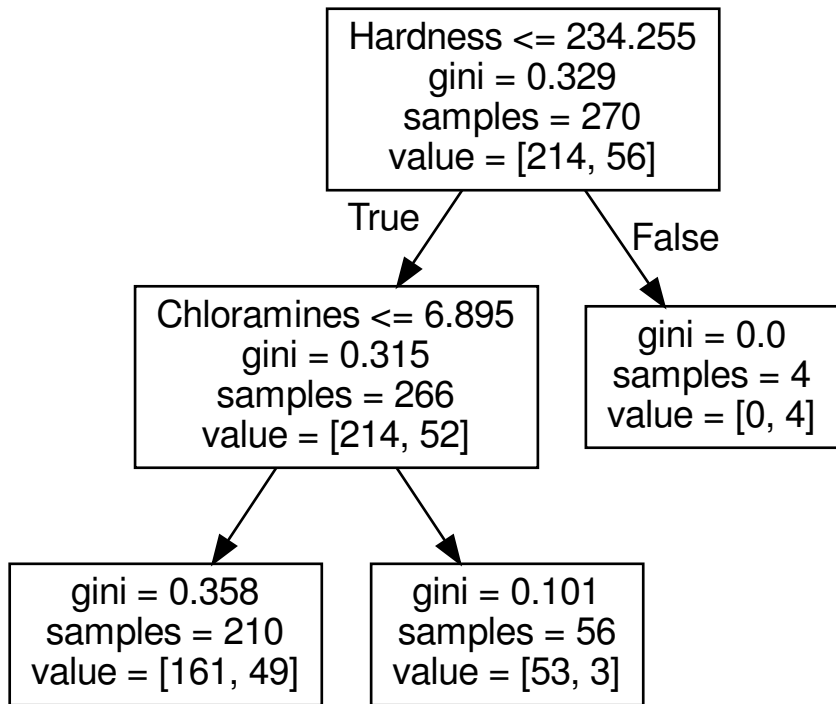 Hardness <= 234.255
gini = 0.329
samples = 270
value = [214, 56]
True
False
Chloramines <= 6.895
gini = 0.315
samples = 266
value = [214, 52]
gini = 0.0
samples = 4
value = [0, 4]
gini = 0.358
samples = 210
value = [161, 49]
gini = 0.101
samples = 56
value = [53, 3]